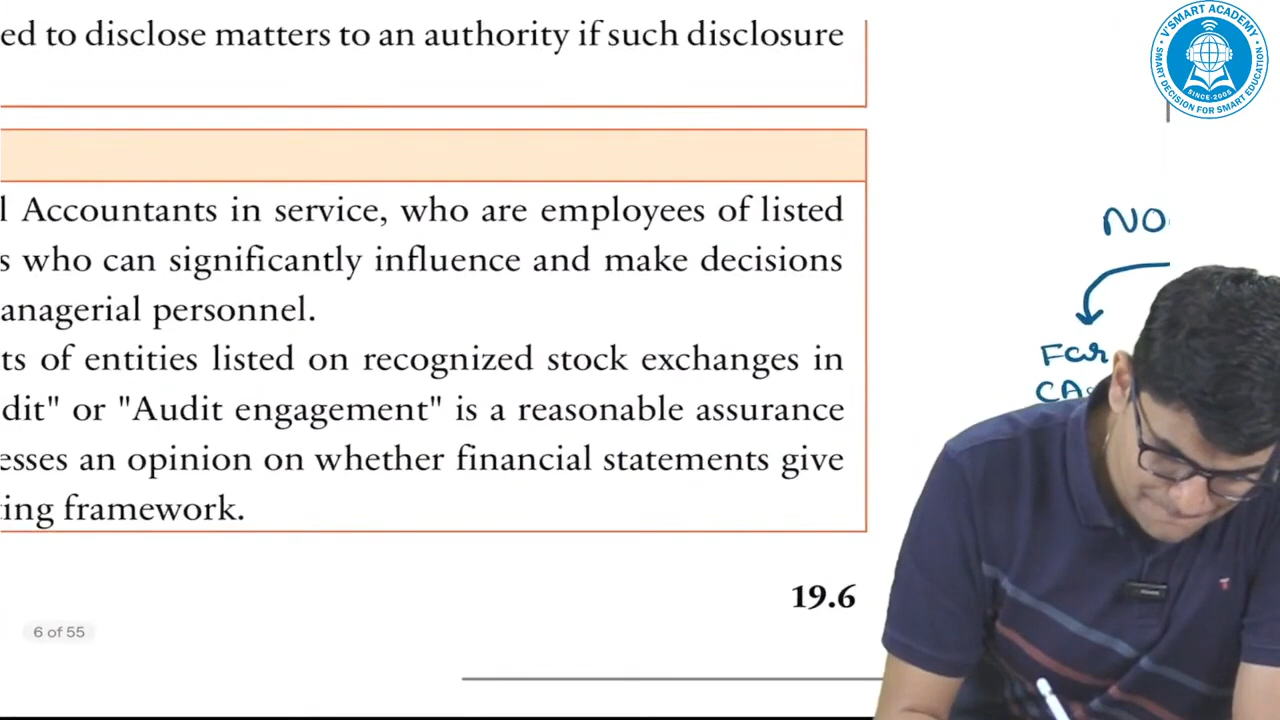 ed to disclose matters to an authority if such disclosure
l Accountants in service, who are employees of listed
s who can significantly influence and make decisions
anagerial personnel.
ts of entities listed on recognized stock exchanges in
dit" or "Audit engagement" is a reasonable assurance
esses an opinion on whether financial statements give
ing framework.
19.6
6 of 55
V'SMART ACADEMY
SINCE-2005
SMART DECISION FOR SMART EDUCATION
NO
For
CAs